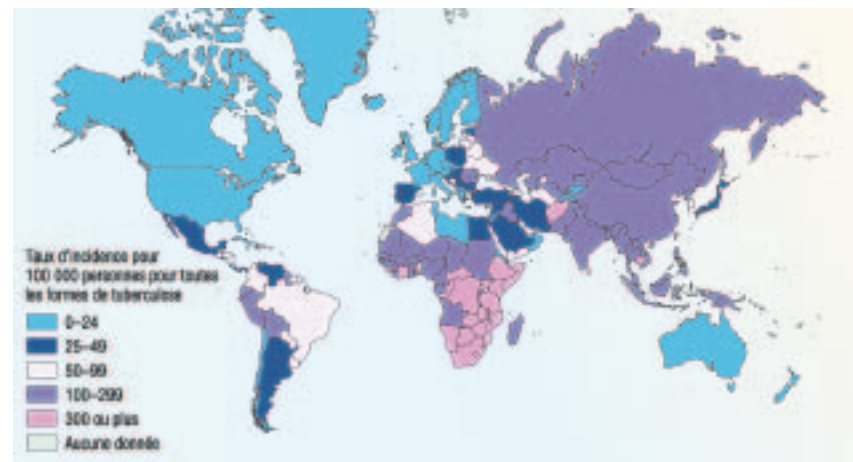 Taux d'incidence pour
100 000 personnes pour toutes
les formes de tuberculose
0–24
25–49
50–99
100–299
300 ou plus
Aucune donnée